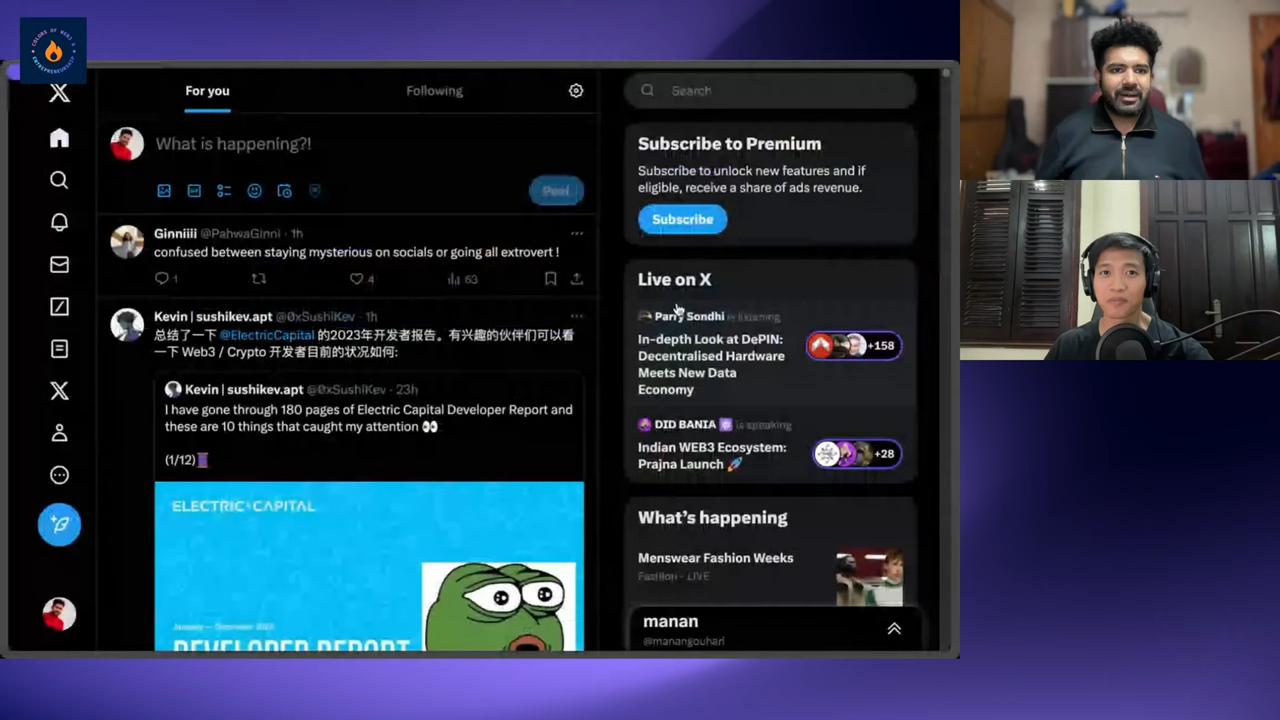 COLORS OF WEB3 & ENTREPRENEURSHIP
For you
Following
Search
What is happening?!
Post
Subscribe to Premium
Subscribe to unlock new features and if
eligible, receive a share of ads revenue.
Subscribe
Ginniiii @PahwaGinni · 1h
confused between staying mysterious on socials or going all extrovert !
1
4
63
Kevin | sushikev.apt @0xSushiKev · 1h
总结了一下 @ElectricCapital 的2023年开发者报告。有兴趣的伙伴们可以看
一下 Web3 / Crypto 开发者目前的状况如何:
Kevin | sushikev.apt @0xSushiKev · 23h
I have gone through 180 pages of Electric Capital Developer Report and
these are 10 things that caught my attention 👀
(1/12)🧵
ELECTRIC CAPITAL
DEVELOPER REPORT
Live on X
Parry Sondhi is listening
In-depth Look at DePIN:
Decentralised Hardware
Meets New Data
Economy
+158
DID BANIA is speaking
Indian WEB3 Ecosystem:
Prajna Launch 🚀
+28
What's happening
Menswear Fashion Weeks
Fashion · LIVE
manan
@manangouhari